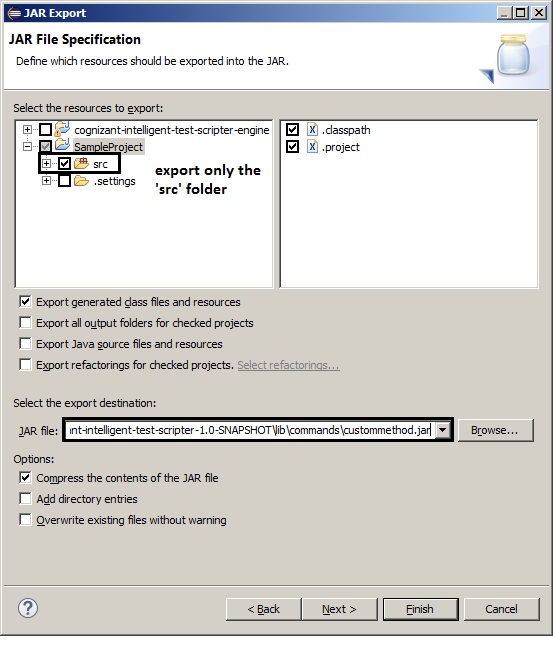 JAR Export
JAR File Specification
Define which resources should be exported into the JAR.
Select the resources to export:
cognizant-intelligent-test-scripter-engine
SampleProject
src
.settings
export only the
'src' folder
.classpath
.project
Export generated class files and resources
Export all output folders for checked projects
Export Java source files and resources
Export refactorings for checked projects. Select refactorings...
Select the export destination:
JAR file: int-intelligent-test-scripter-1.0-SNAPSHOT\lib\commands\custommethod.jar Browse...
Options:
Compress the contents of the JAR file
Add directory entries
Overwrite existing files without warning
? < Back Next > Finish Cancel